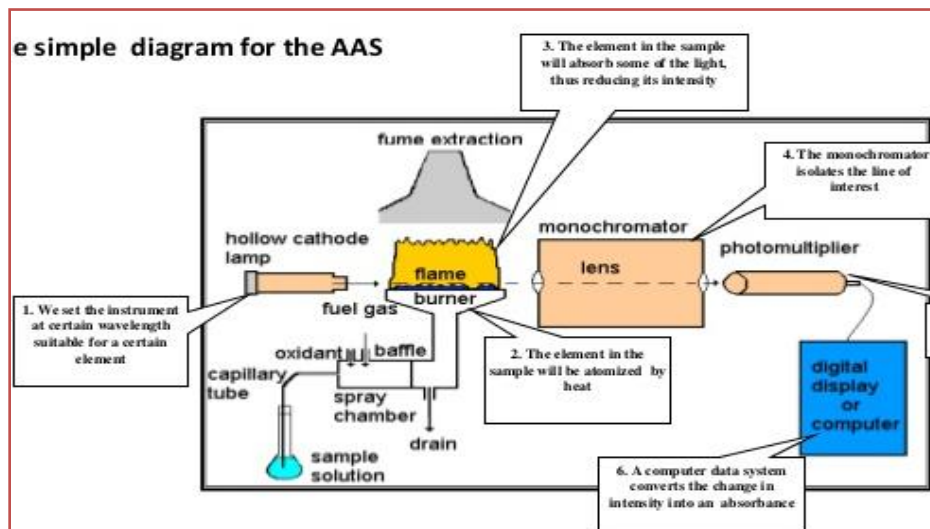 e simple diagram for the AAS
3. The element in the sample
will absorb some of the light,
thus reducing its intensity
fume extraction
4. The monochromator
isolates the line of
interest
hollow cathode
lamp
monochromator
photomultiplier
lens
flame
burner
1. We set the instrument
at certain wavelength
suitable for a certain
element
fuel gas
oxidant
baffle
capillary
tube
spray
chamber
drain
2. The element in the
sample will be atomized by
heat
digital
display
or
computer
sample
solution
6. A computer data system
converts the change in
intensity into an absorbance